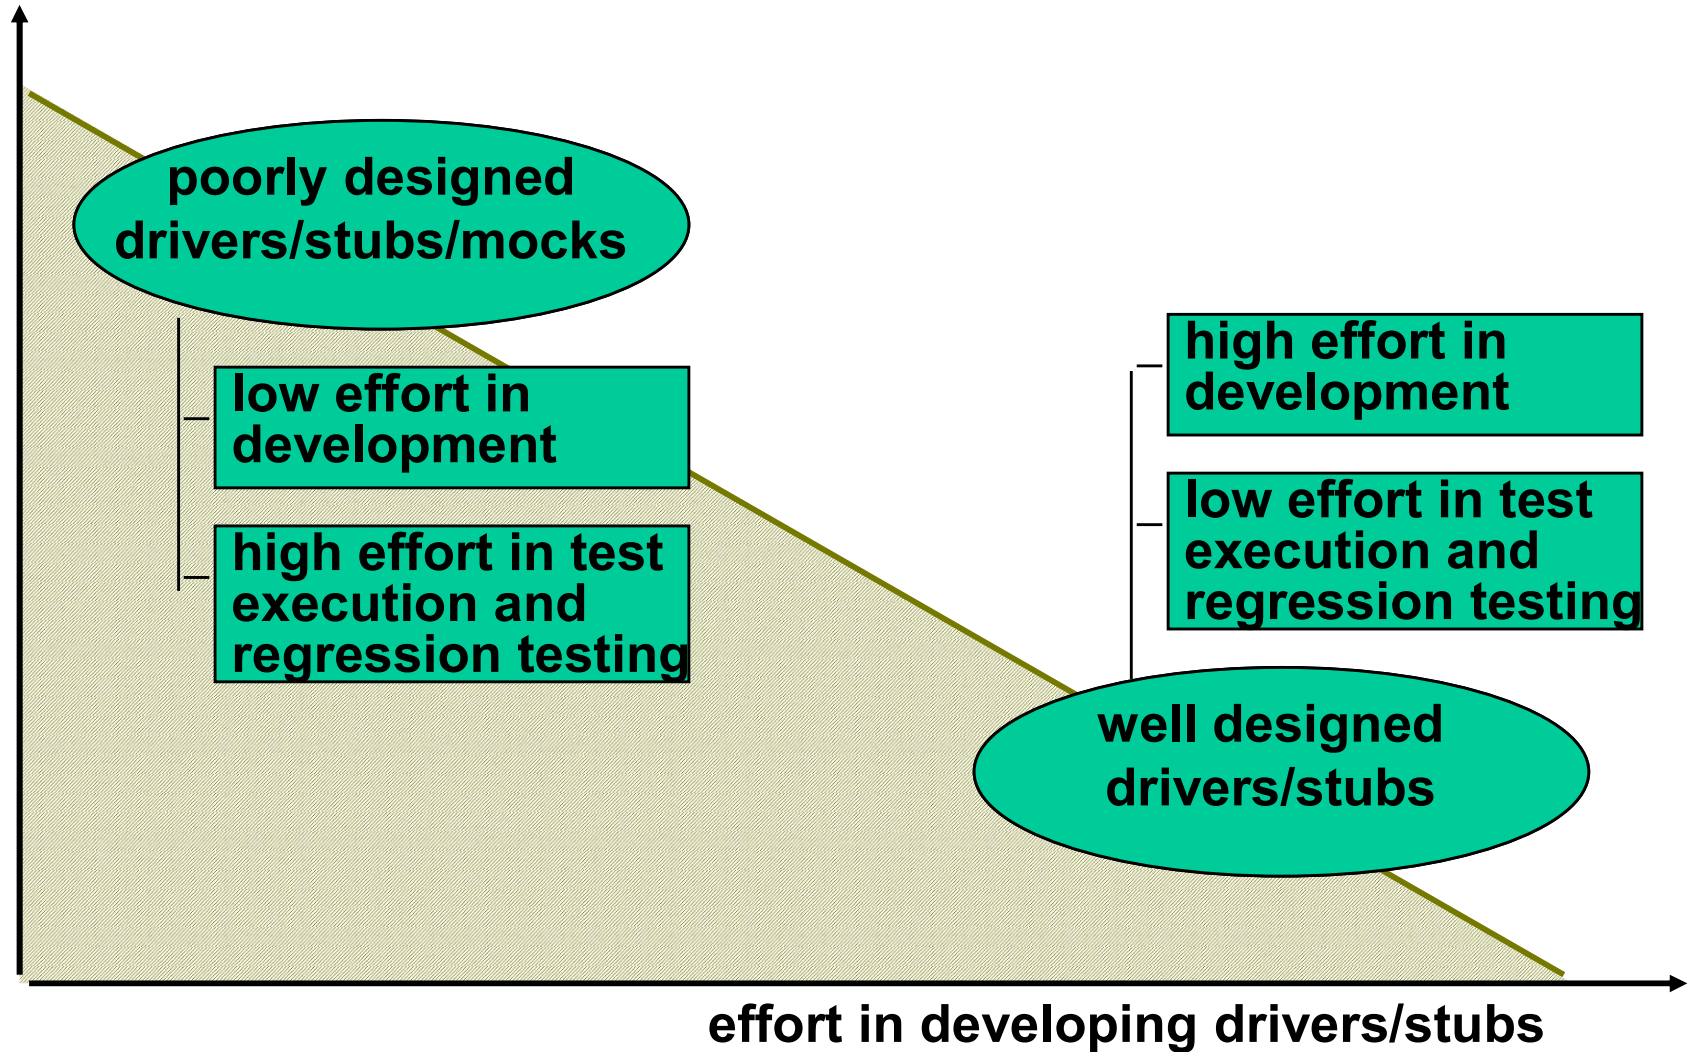 poorly designed
drivers/stubs/mocks
low effort in
development
high effort in test
execution and
regression testing
high effort in
development
low effort in test
execution and
regression testing
well designed
drivers/stubs
effort in developing drivers/stubs